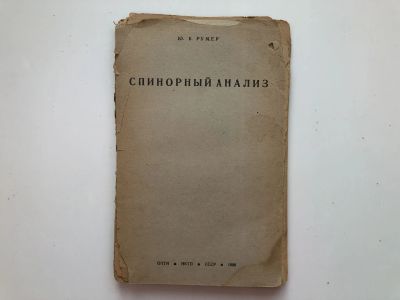 Ю. Б. РУМЕР
СПИНОРНЫЙ АНАЛИЗ
ОНТИ ★ НКТП ★ СССР ★ 1936